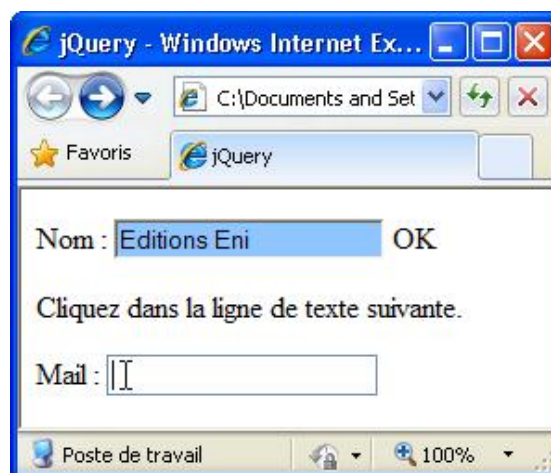 jQuery - Windows Internet Ex...
C:\Documents and Set
Favoris
jQuery
Nom : Editions Eni OK
Cliquez dans la ligne de texte suivante.
Mail :
Poste de travail 100%